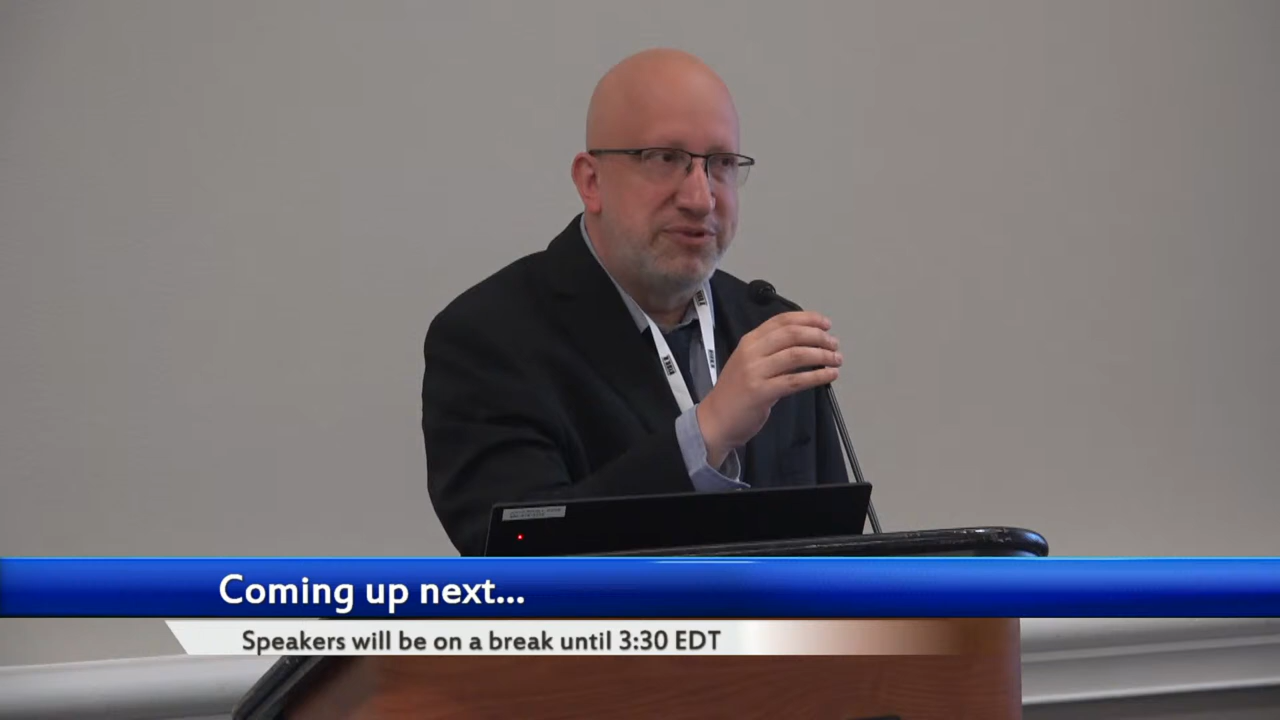 Coming up next...
Speakers will be on a break until 3:30 EDT